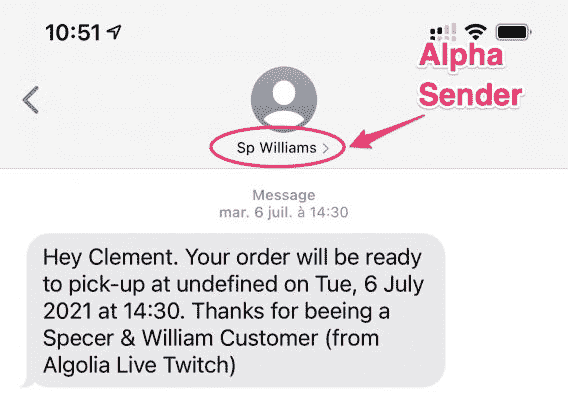 10:51
Alpha
Sender
Sp Williams
Message
mar. 6 juil. à 14:30
Hey Clement. Your order will be ready
to pick-up at undefined on Tue, 6 July
2021 at 14:30. Thanks for beeing a
Specer & William Customer (from
Algolia Live Twitch)